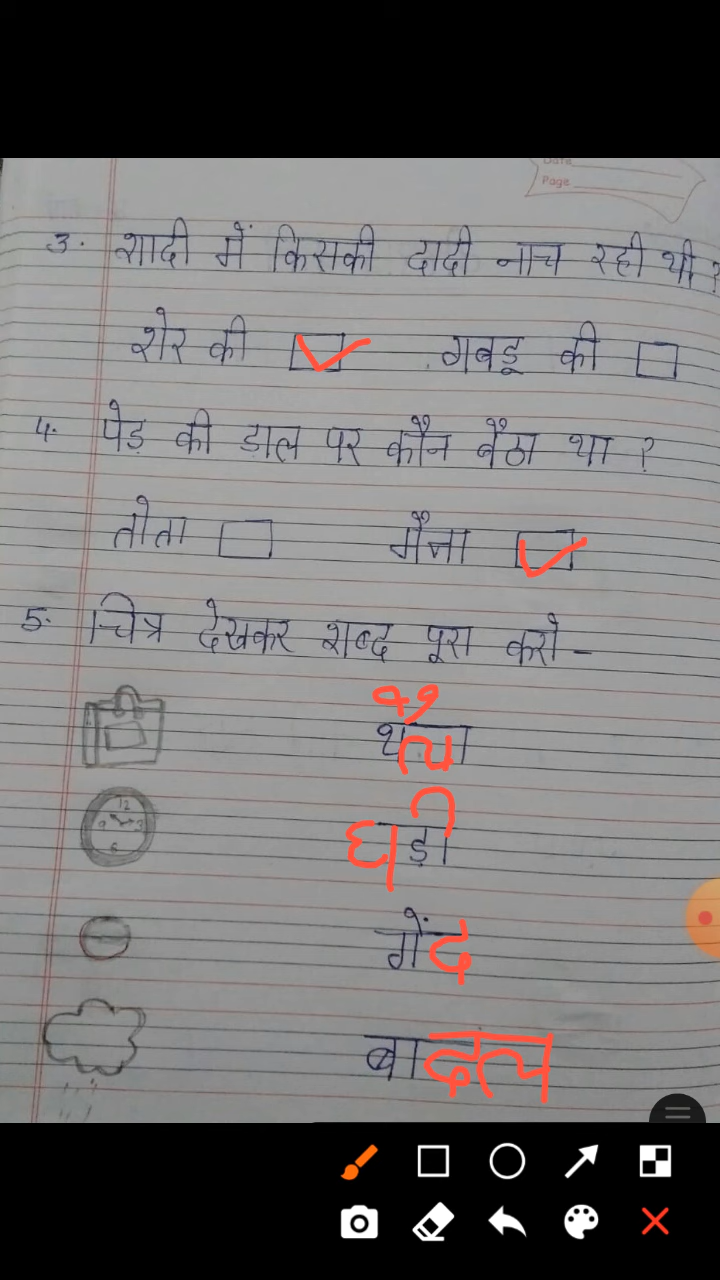 Date
Page
3. शादी में किसकी दादी नाच रही थी ?
शेर की गबडू की
4. पेड़ की डाल पर कौन बैठा था ?
तोता मैना
5. चित्र देखकर शब्द पूरा करो -
थैला
12
9 3
6
घड़ी
गेंद
बादल